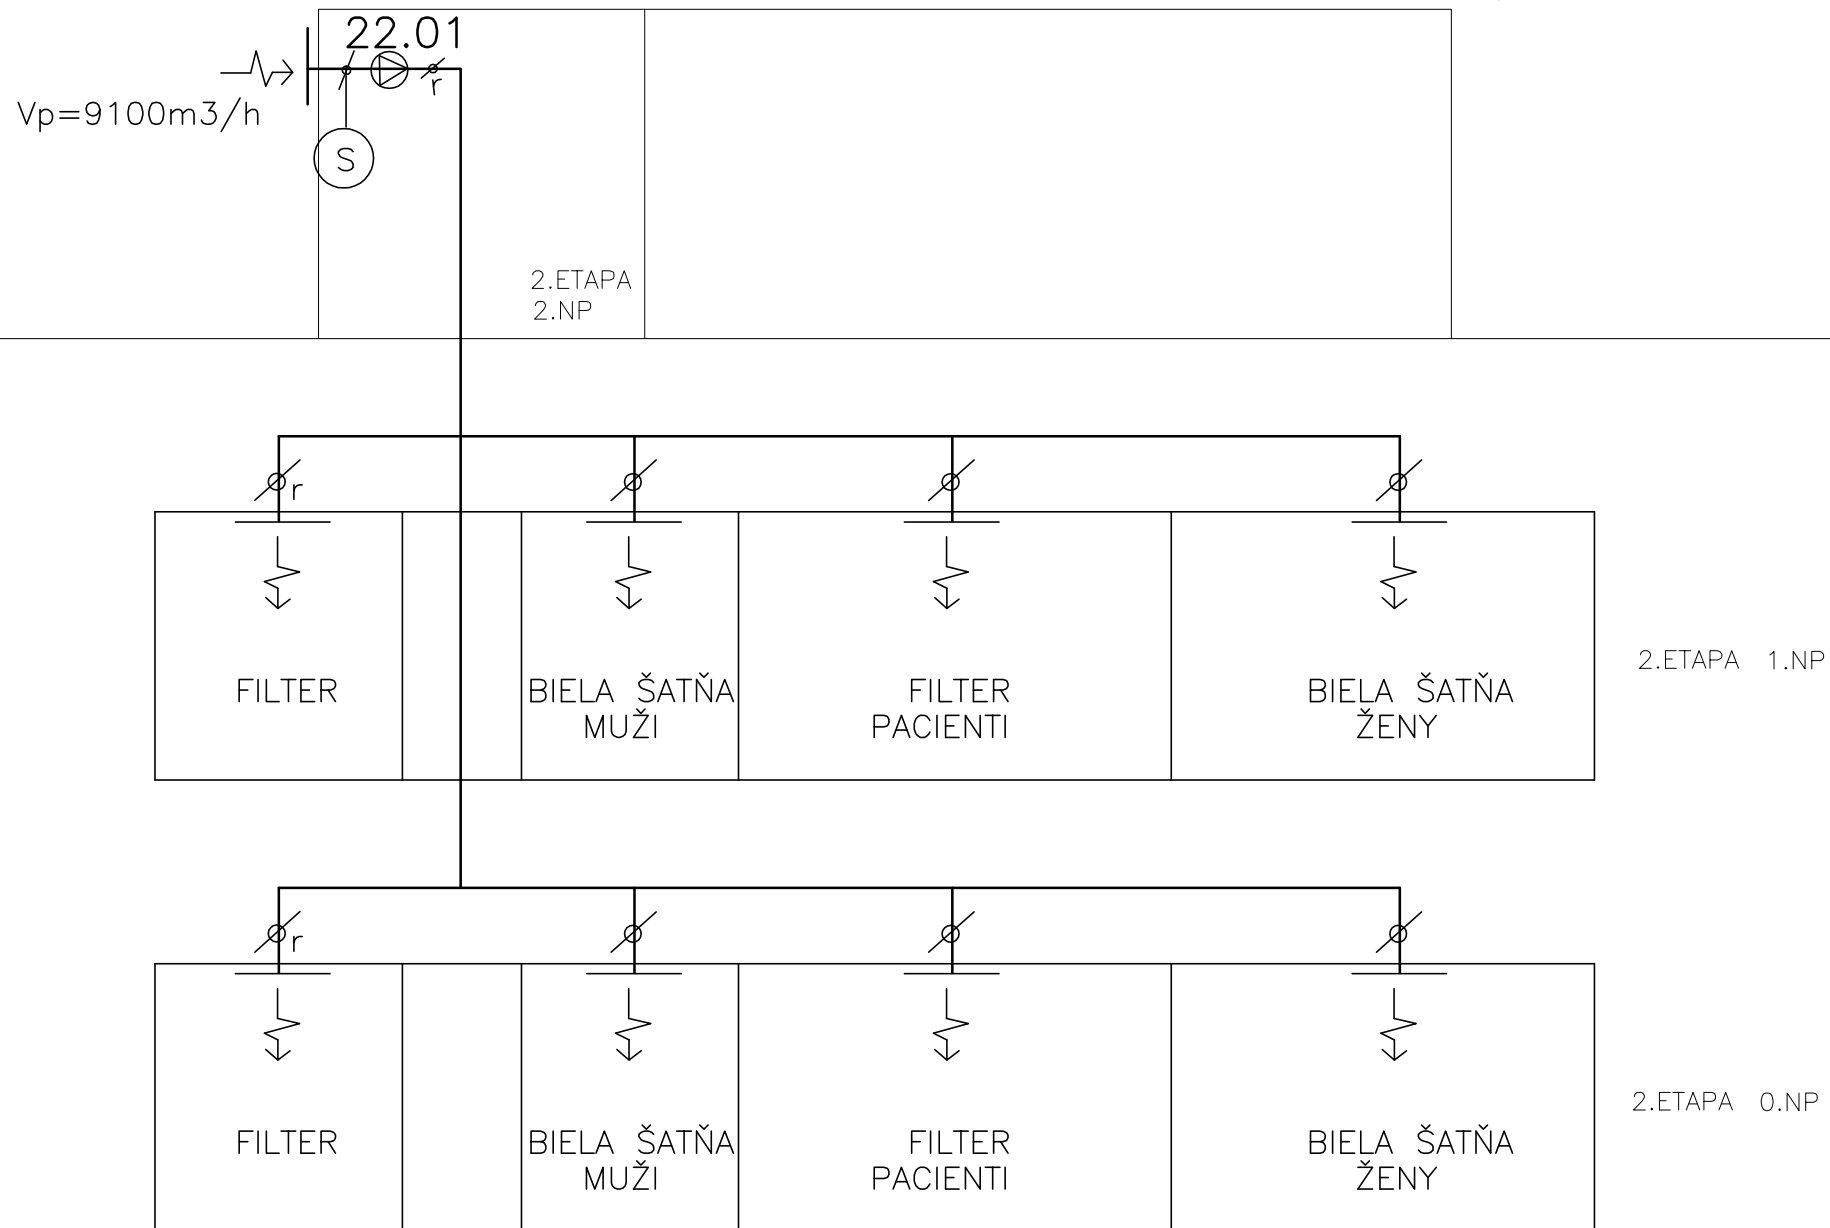 22.01
r
Vp=9100m3/h
S
2.ETAPA
2.NP
r
FILTER
BIELA ŠATŇA
MUŽI
FILTER
PACIENTI
BIELA ŠATŇA
ŽENY
2.ETAPA 1.NP
r
FILTER
BIELA ŠATŇA
MUŽI
FILTER
PACIENTI
BIELA ŠATŇA
ŽENY
2.ETAPA 0.NP